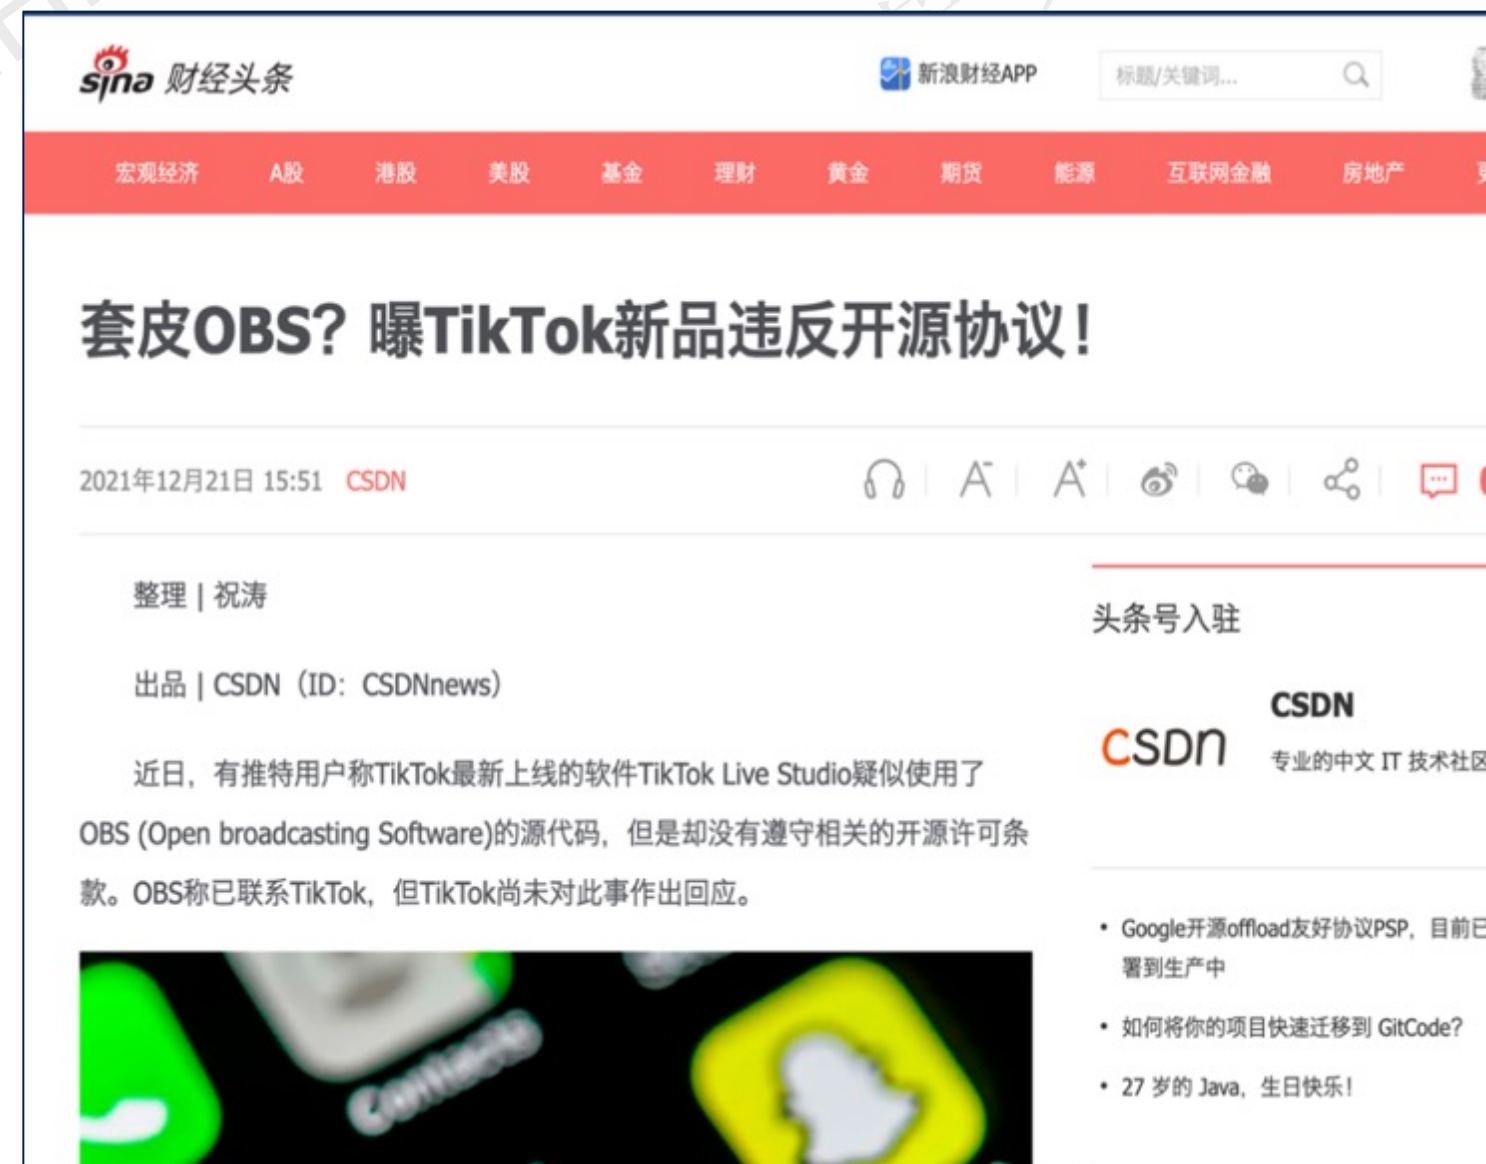 sina 财经头条
新浪财经APP
标题/关键词...
宏观经济 A股 港股 美股 基金 理财 黄金 期货 能源 互联网金融 房地产
套皮OBS？曝TikTok新品违反开源协议！
2021年12月21日 15:51 CSDN
A- A+
整理 | 祝涛
出品 | CSDN（ID：CSDNnews）
近日，有推特用户称TikTok最新上线的软件TikTok Live Studio疑似使用了
OBS (Open broadcasting Software)的源代码，但是却没有遵守相关的开源许可条
款。OBS称已联系TikTok，但TikTok尚未对此事作出回应。
Contacts
头条号入驻
CSDN
CSDN
专业的中文 IT 技术社区
• Google开源offload友好协议PSP，目前已
署到生产中
• 如何将你的项目快速迁移到 GitCode？
• 27 岁的 Java，生日快乐！